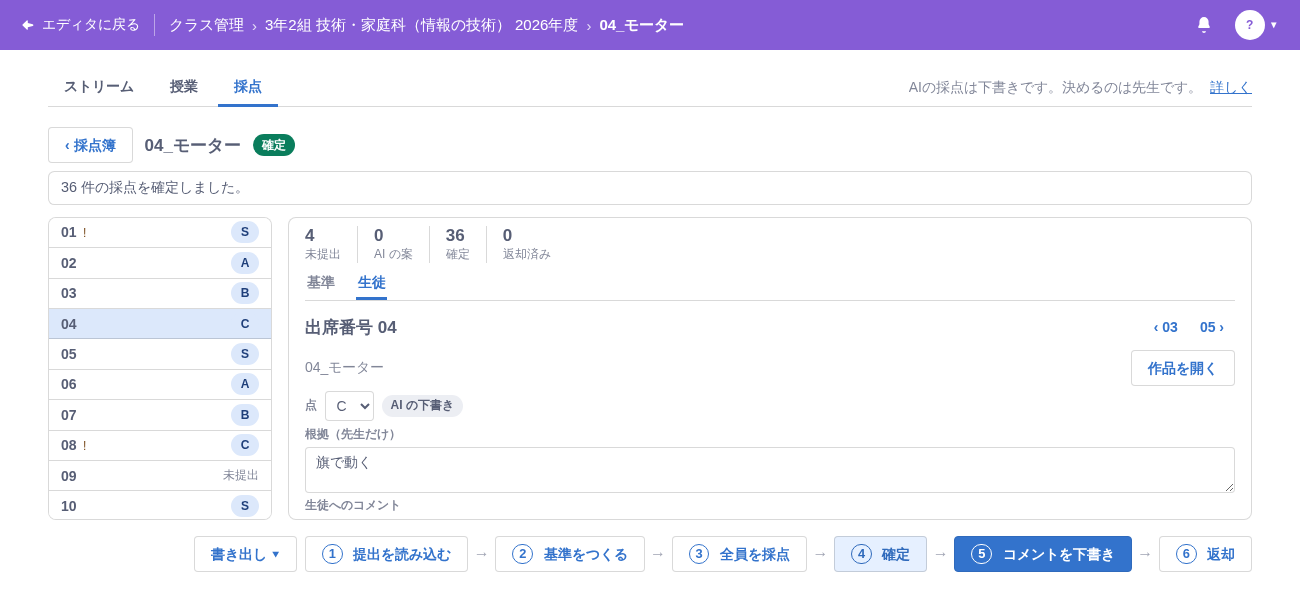 エディタに戻る
クラス管理 › 3年2組 技術・家庭科（情報の技術） 2026年度 › 04_モーター
? ▾
ストリーム 授業 採点
AIの採点は下書きです。決めるのは先生です。 詳しく
‹ 採点簿 04_モーター 確定
36 件の採点を確定しました。
01 ! S
02 A
03 B
04 C
05 S
06 A
07 B
08 ! C
09 未提出
10 S
4 0 36 0
未提出 AI の案 確定 返却済み
基準 生徒
出席番号 04
‹ 03 05 ›
04_モーター
作品を開く
点 C AI の下書き
根拠（先生だけ）
旗で動く
生徒へのコメント
書き出し ▾ 1 提出を読み込む → 2 基準をつくる → 3 全員を採点 → 4 確定 → 5 コメントを下書き → 6 返却